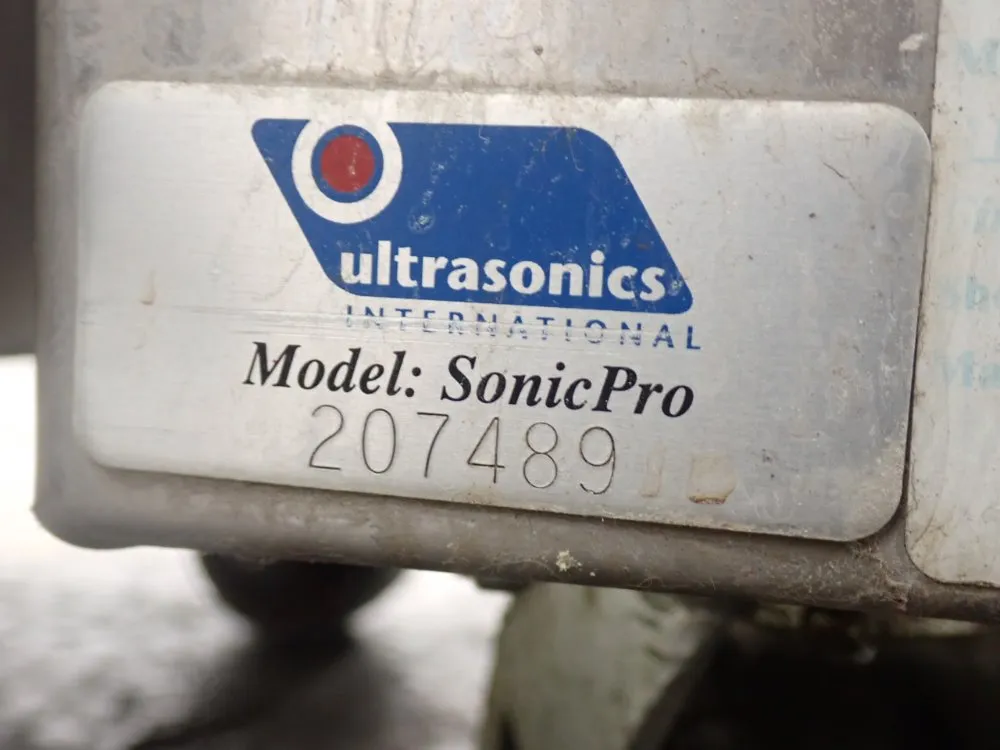 ultrasonics
INTERNATIONAL
Model: SonicPro
207489